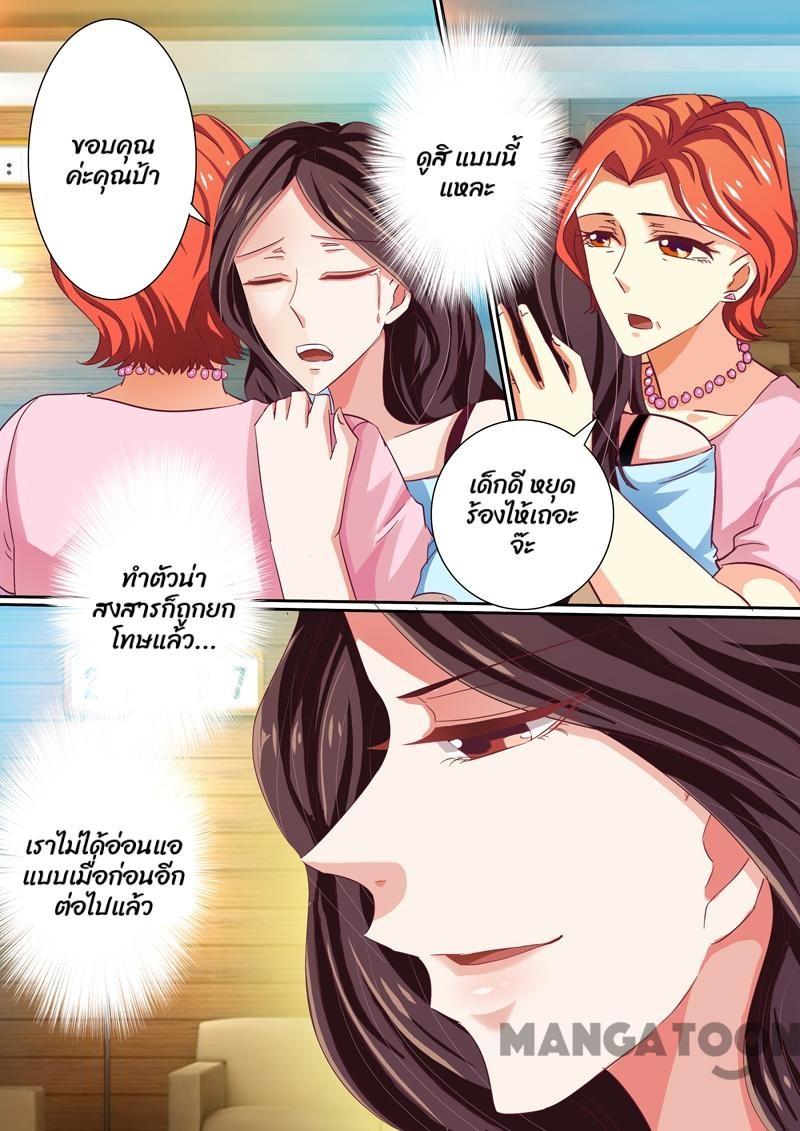 ขอบคุณ
ค่ะคุณป้า
ดูสิ แบบนี้
แหละ
เด็กดี หยุด
ร้องไห้เถอะ
จ๊ะ
ทำตัวน่า
สงสารก็ถูกยก
โทษแล้ว...
เราไม่ได้อ่อนแอ
แบบเมื่อก่อนอีก
ต่อไปแล้ว
MANGATOON